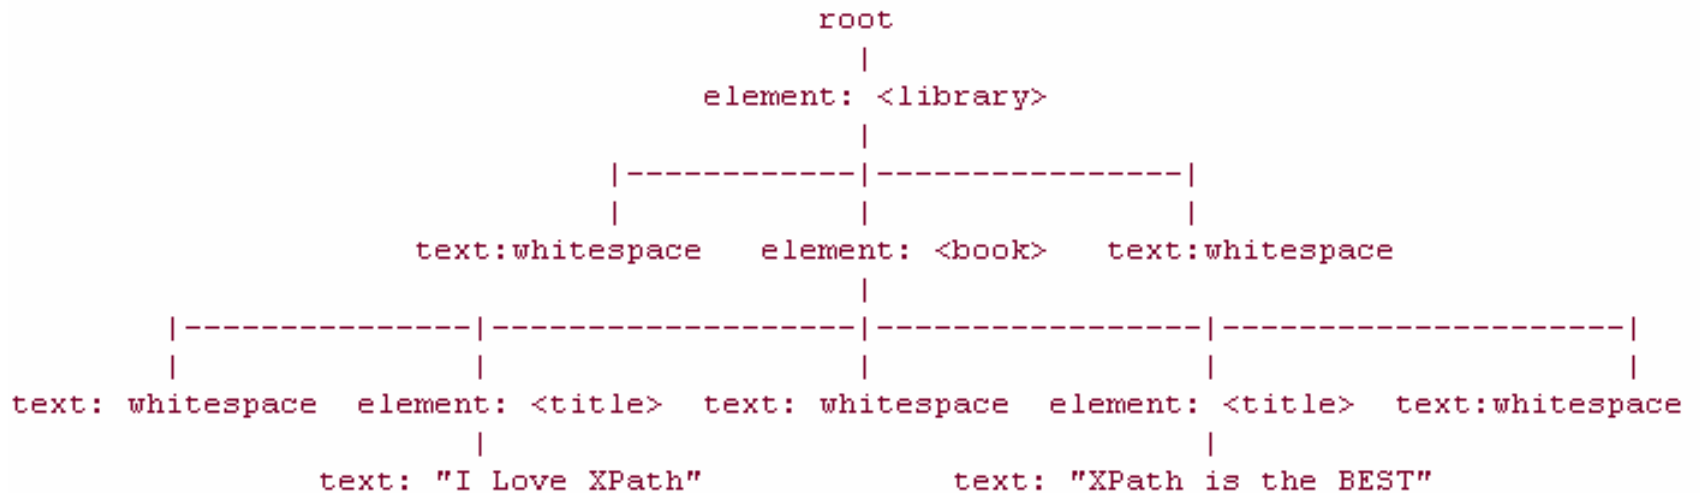 root
|
element: <library>
|
|------------|----------------|
| | |
text:whitespace element: <book> text:whitespace
|
|---------------|-------------------|-----------------|---------------------|
| | | | |
text: whitespace element: <title> text: whitespace element: <title> text:whitespace
| |
text: "I Love XPath" text: "XPath is the BEST"